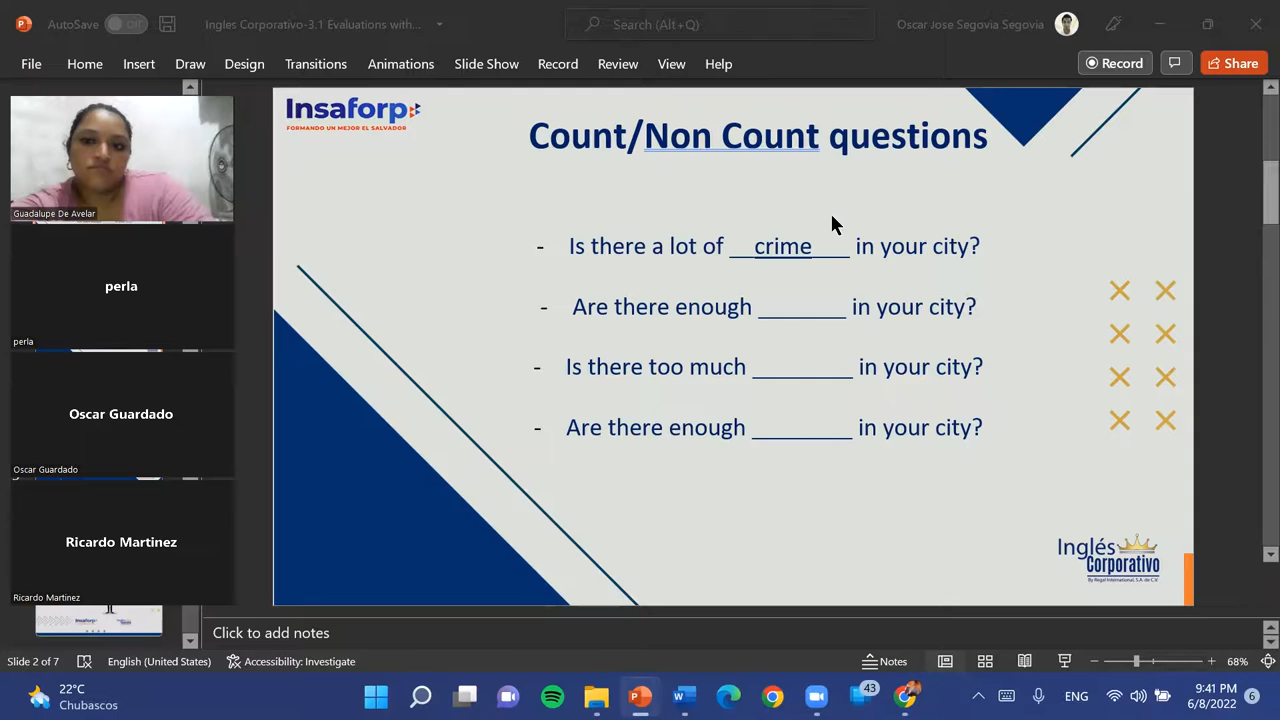 AutoSave Off Ingles Corporativo-3.1 Evaluations with... Search (Alt+Q) Oscar Jose Segovia Segovia
File Home Insert Draw Design Transitions Animations Slide Show Record Review View Help Record Share
Insaforp
FORMANDO UN MEJOR EL SALVADOR
Count/Non Count questions
- Is there a lot of __crime___ in your city?
- Are there enough _______ in your city?
- Is there too much ________ in your city?
- Are there enough ________ in your city?
Inglés
Corporativo
By Regal International, S.A. de C.V.
Guadalupe De Avelar
perla
perla
Oscar Guardado
Oscar Guardado
Ricardo Martinez
Ricardo Martinez
Click to add notes
Slide 2 of 7 English (United States) Accessibility: Investigate Notes 68%
22°C
Chubascos
43
ENG
9:41 PM
6/8/2022
6